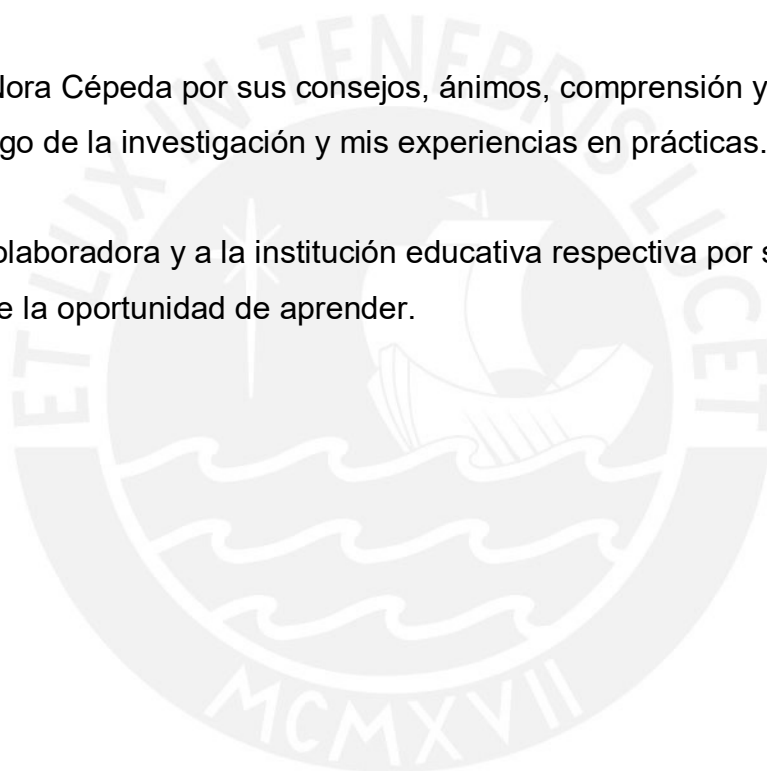 Nora Cépeda por sus consejos, ánimos, comprensión y
go de la investigación y mis experiencias en prácticas.
olaboradora y a la institución educativa respectiva por s
e la oportunidad de aprender.
ET LUX IN TENEBRIS LUCET
MCMXVII